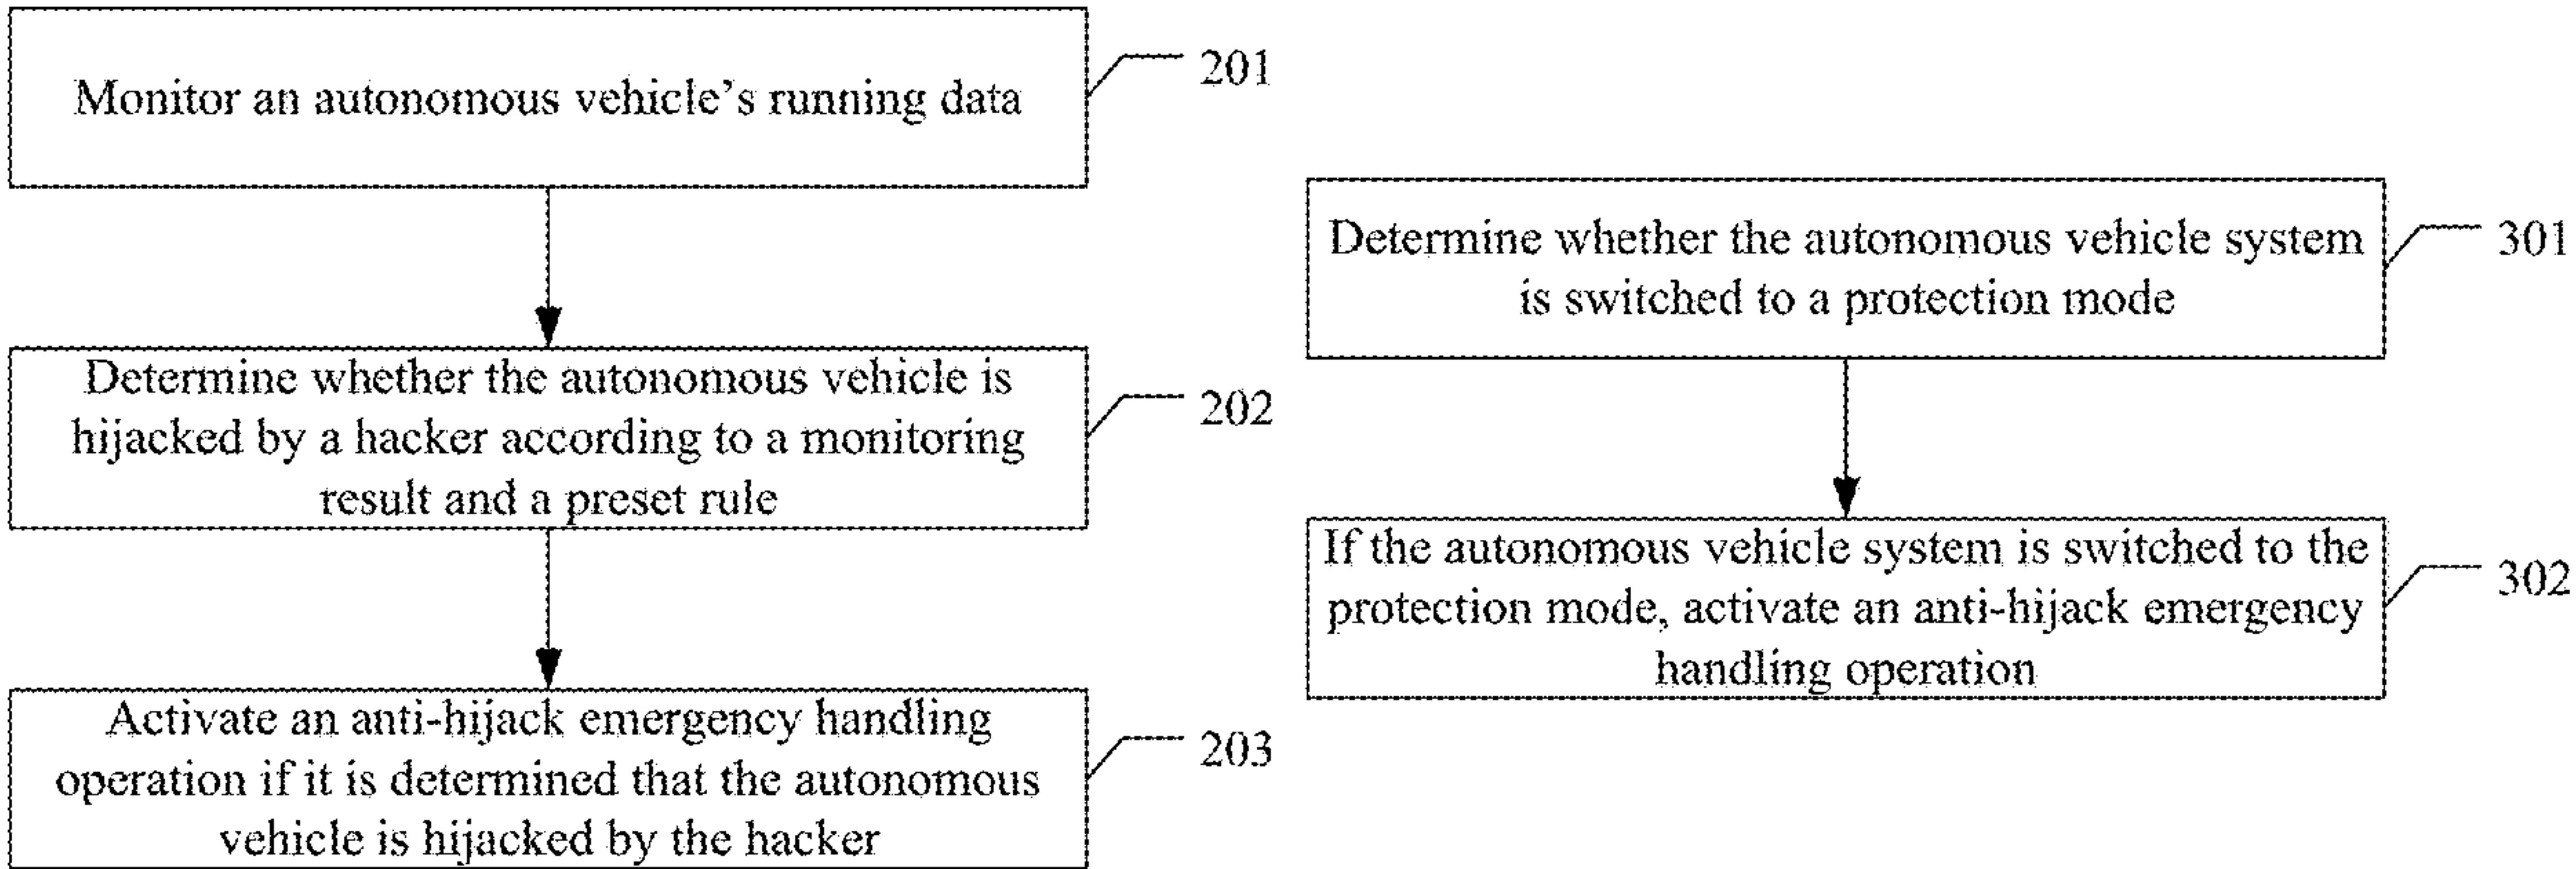 Monitor an autonomous vehicle’s running data
201
Determine whether the autonomous vehicle is
hijacked by a hacker according to a monitoring
result and a preset rule
202
Activate an anti-hijack emergency handling
operation if it is determined that the autonomous
vehicle is hijacked by the hacker
203
Determine whether the autonomous vehicle system
is switched to a protection mode
301
If the autonomous vehicle system is switched to the
protection mode, activate an anti-hijack emergency
handling operation
302